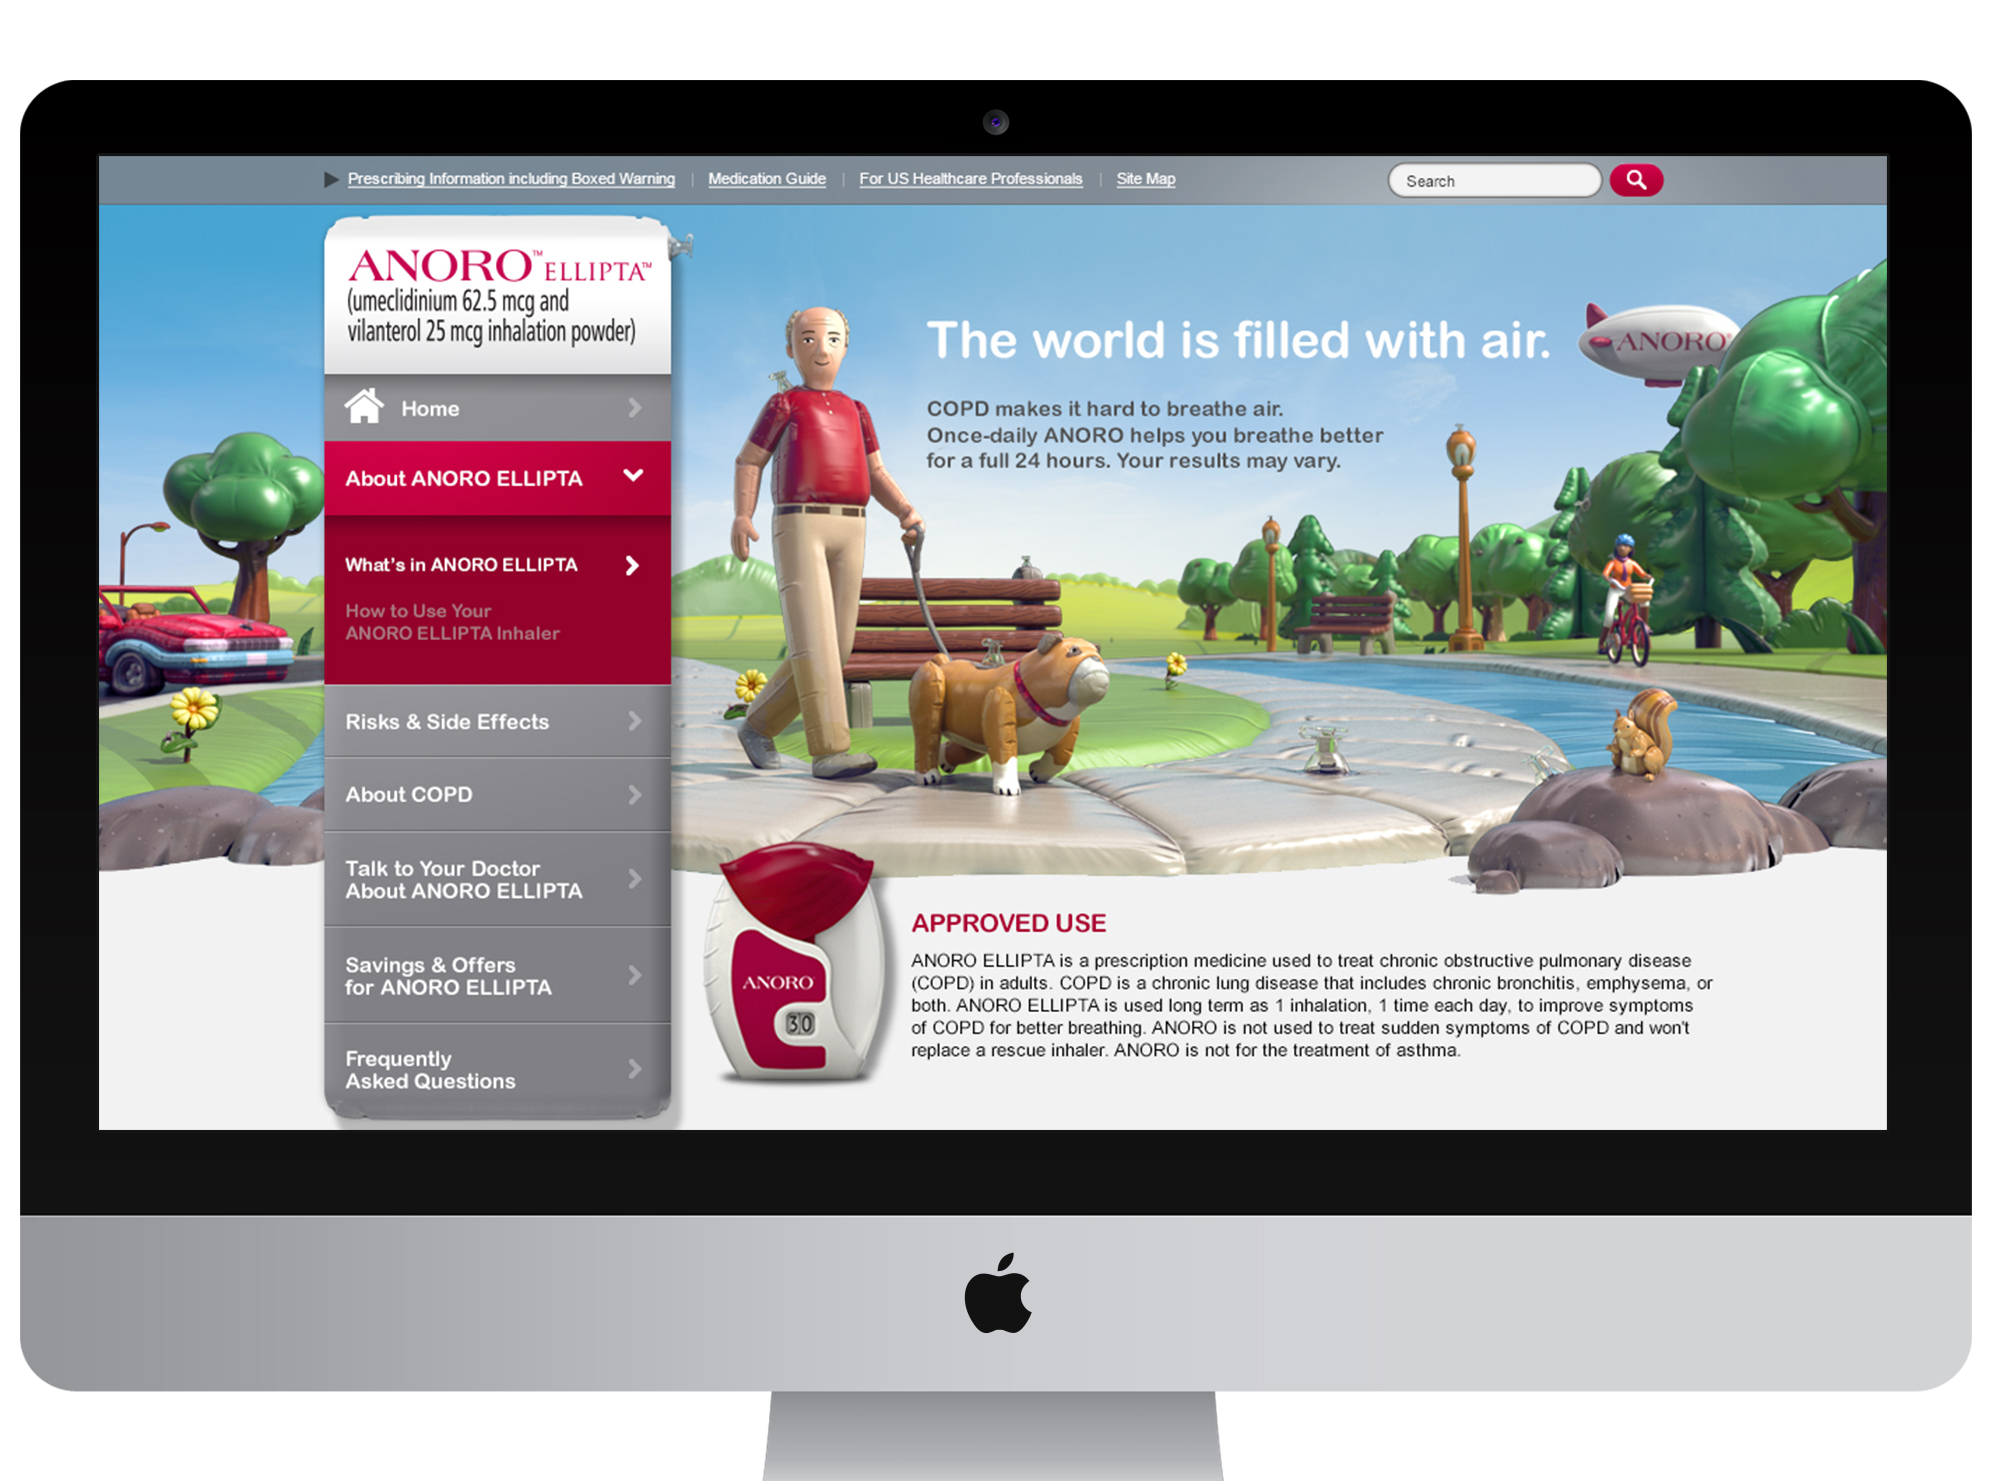 Prescribing Information including Boxed Warning | Medication Guide | For US Healthcare Professionals | Site Map
Search
ANORO™ ELLIPTA™
(umeclidinium 62.5 mcg and
vilanterol 25 mcg inhalation powder)
Home
About ANORO ELLIPTA
What's in ANORO ELLIPTA
How to Use Your
ANORO ELLIPTA Inhaler
Risks & Side Effects
About COPD
Talk to Your Doctor
About ANORO ELLIPTA
Savings & Offers
for ANORO ELLIPTA
Frequently
Asked Questions
The world is filled with air.
ANORO®
COPD makes it hard to breathe air.
Once-daily ANORO helps you breathe better
for a full 24 hours. Your results may vary.
ANORO
30
APPROVED USE
ANORO ELLIPTA is a prescription medicine used to treat chronic obstructive pulmonary disease
(COPD) in adults. COPD is a chronic lung disease that includes chronic bronchitis, emphysema, or
both. ANORO ELLIPTA is used long term as 1 inhalation, 1 time each day, to improve symptoms
of COPD for better breathing. ANORO is not used to treat sudden symptoms of COPD and won't
replace a rescue inhaler. ANORO is not for the treatment of asthma.